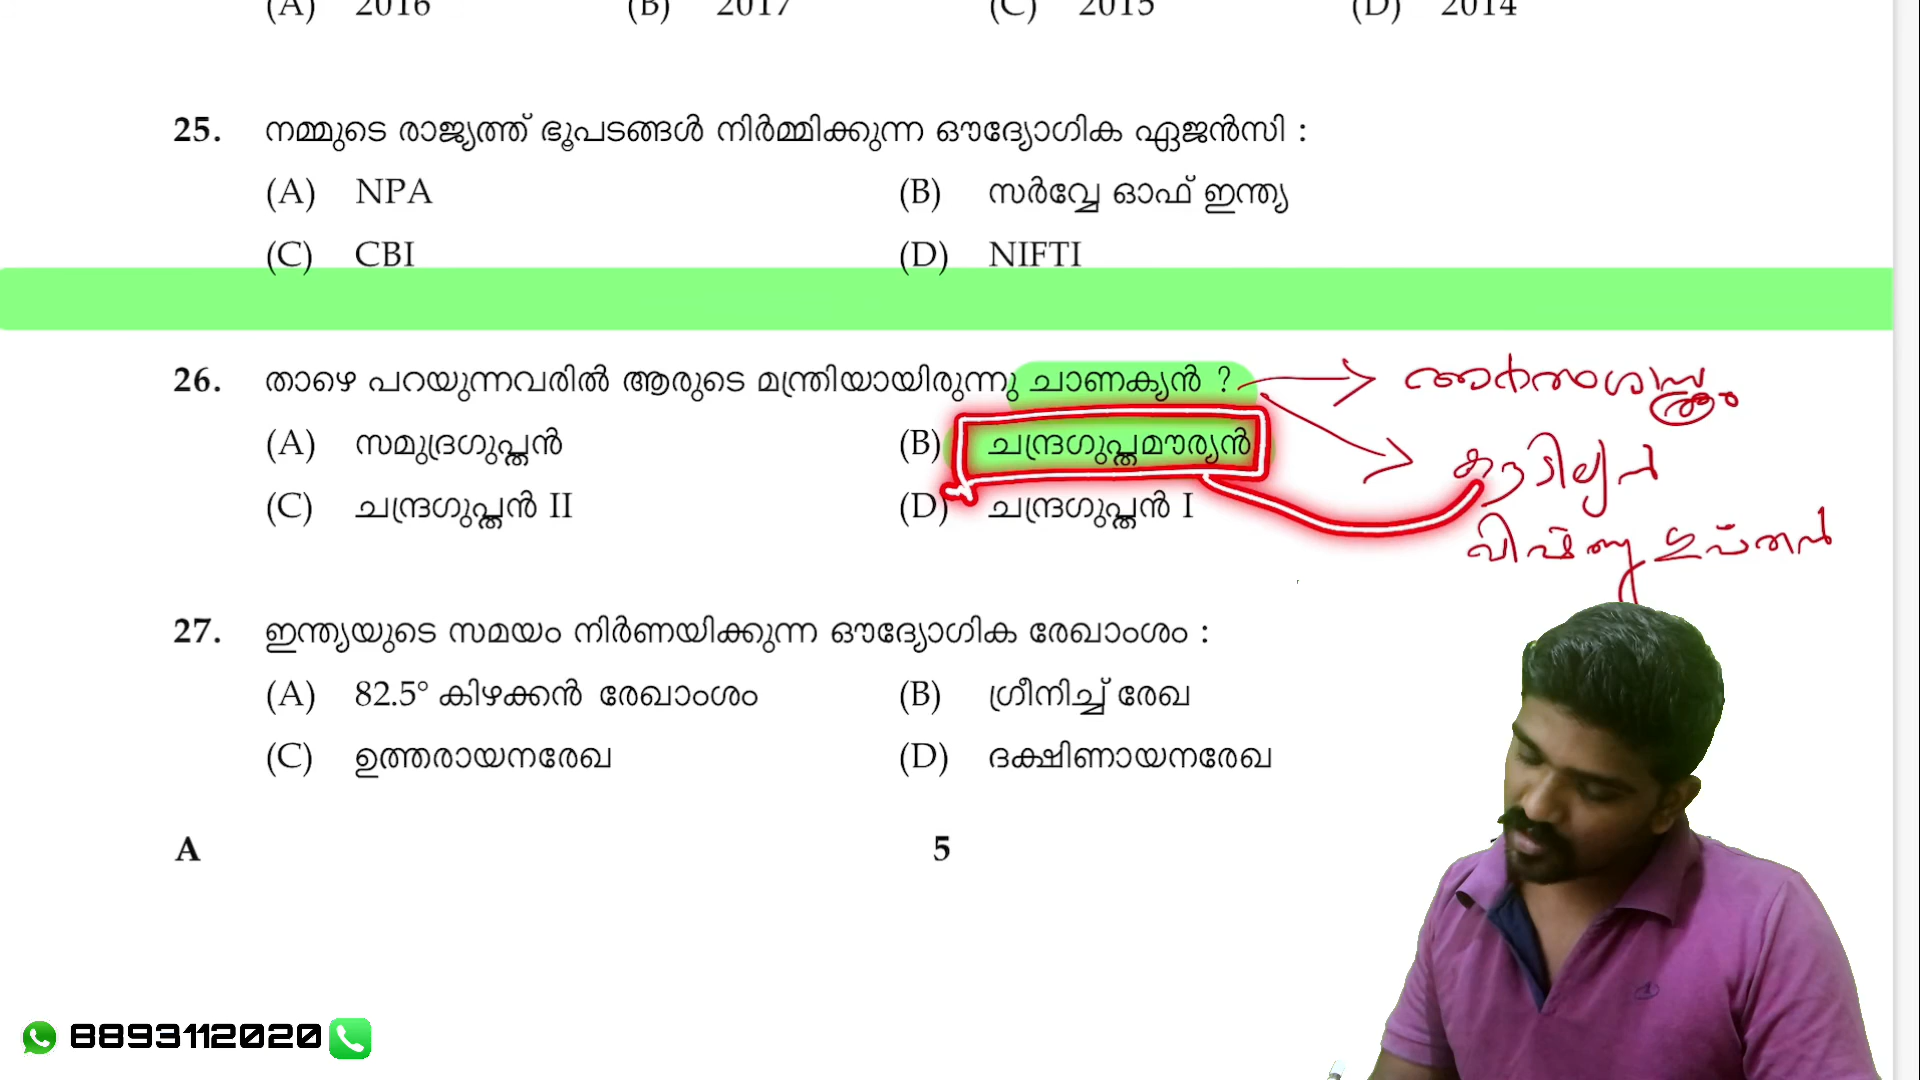 (A) 2016 (B) 2017 (C) 2015 (D) 2014
25. നമ്മുടെ രാജ്യത്ത് ഭൂപടങ്ങൾ നിർമ്മിക്കുന്ന ഔദ്യോഗിക ഏജൻസി :
(A) NPA (B) സർവ്വേ ഓഫ് ഇന്ത്യ
(C) CBI (D) NIFTI
26. താഴെ പറയുന്നവരിൽ ആരുടെ മന്ത്രിയായിരുന്നു ചാണക്യൻ ? അർത്ഥശാസ്ത്രം
(A) സമുദ്രഗുപ്തൻ (B) ചന്ദ്രഗുപ്തമൗര്യൻ കൗടില്യൻ
(C) ചന്ദ്രഗുപ്തൻ II (D) ചന്ദ്രഗുപ്തൻ I
വിഷ്ണു ഗുപ്തൻ
27. ഇന്ത്യയുടെ സമയം നിർണയിക്കുന്ന ഔദ്യോഗിക രേഖാംശം :
(A) 82.5° കിഴക്കൻ രേഖാംശം (B) ഗ്രീനിച്ച് രേഖ
(C) ഉത്തരായനരേഖ (D) ദക്ഷിണായനരേഖ
A 5
8893112020